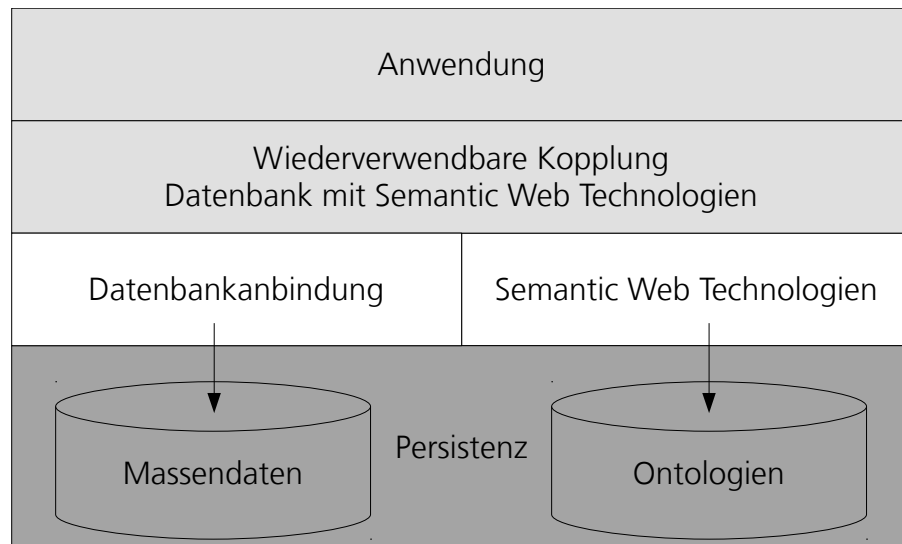 Anwendung
Wiederverwendbare Kopplung
Datenbank mit Semantic Web Technologien
Datenbankanbindung
Semantic Web Technologien
Persistenz
Massendaten
Ontologien